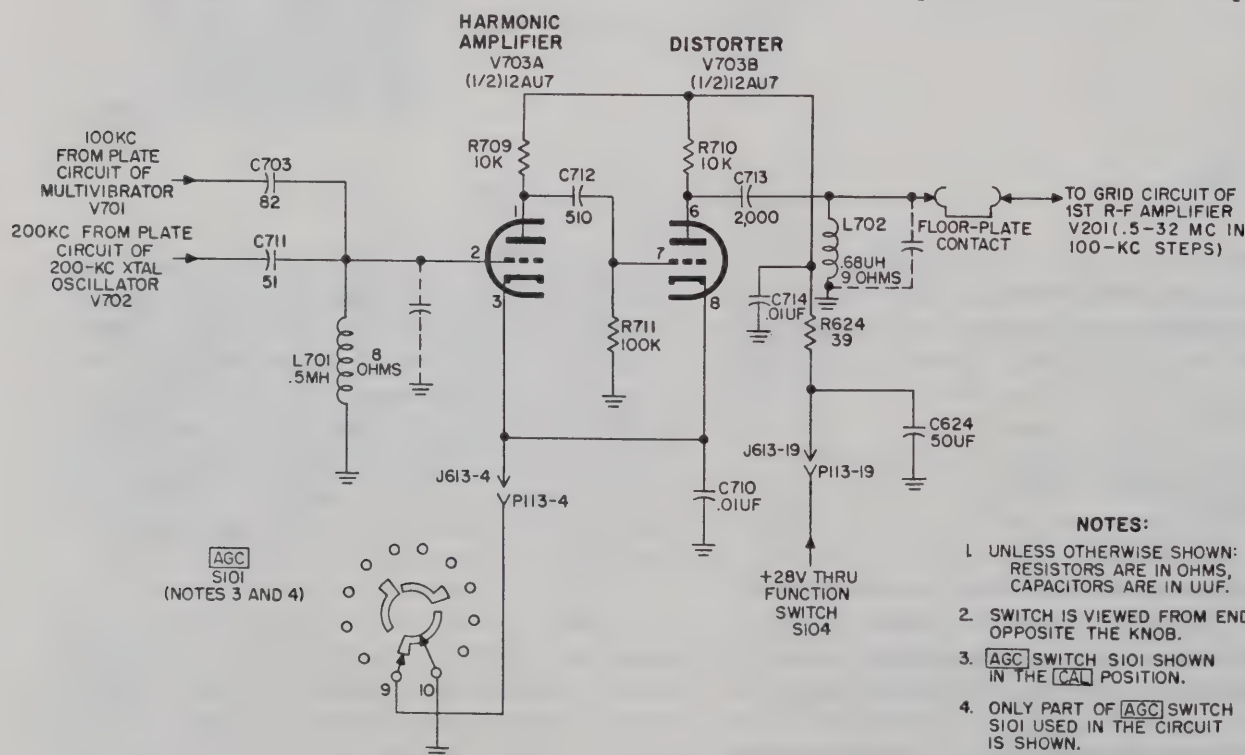 HARMONIC
AMPLIFIER
V703A
(1/2)12AU7
DISTORTER
V703B
(1/2)12AU7
100KC
FROM PLATE
CIRCUIT OF
MULTIVIBRATOR
V701
C703
82
200KC FROM PLATE
CIRCUIT OF
200-KC XTAL
OSCILLATOR
V702
C711
51
L701
.5MH
8
OHMS
R709
10K
C712
510
1
2
3
R711
100K
R710
10K
C713
2,000
6
7
8
L702
.68UH
9 OHMS
FLOOR-PLATE
CONTACT
TO GRID CIRCUIT OF
1ST R-F AMPLIFIER
V201(.5-32 MC IN
100-KC STEPS)
C714
.01UF
R624
39
C624
50UF
J613-4
P113-4
C710
.01UF
J613-19
P113-19
+28V THRU
FUNCTION
SWITCH
S104
AGC
S101
(NOTES 3 AND 4)
9
10
NOTES:
1. UNLESS OTHERWISE SHOWN:
RESISTORS ARE IN OHMS,
CAPACITORS ARE IN UUF.
2. SWITCH IS VIEWED FROM END
OPPOSITE THE KNOB.
3. AGC SWITCH S101 SHOWN
IN THE CAL POSITION.
4. ONLY PART OF AGC SWITCH
S101 USED IN THE CIRCUIT
IS SHOWN.